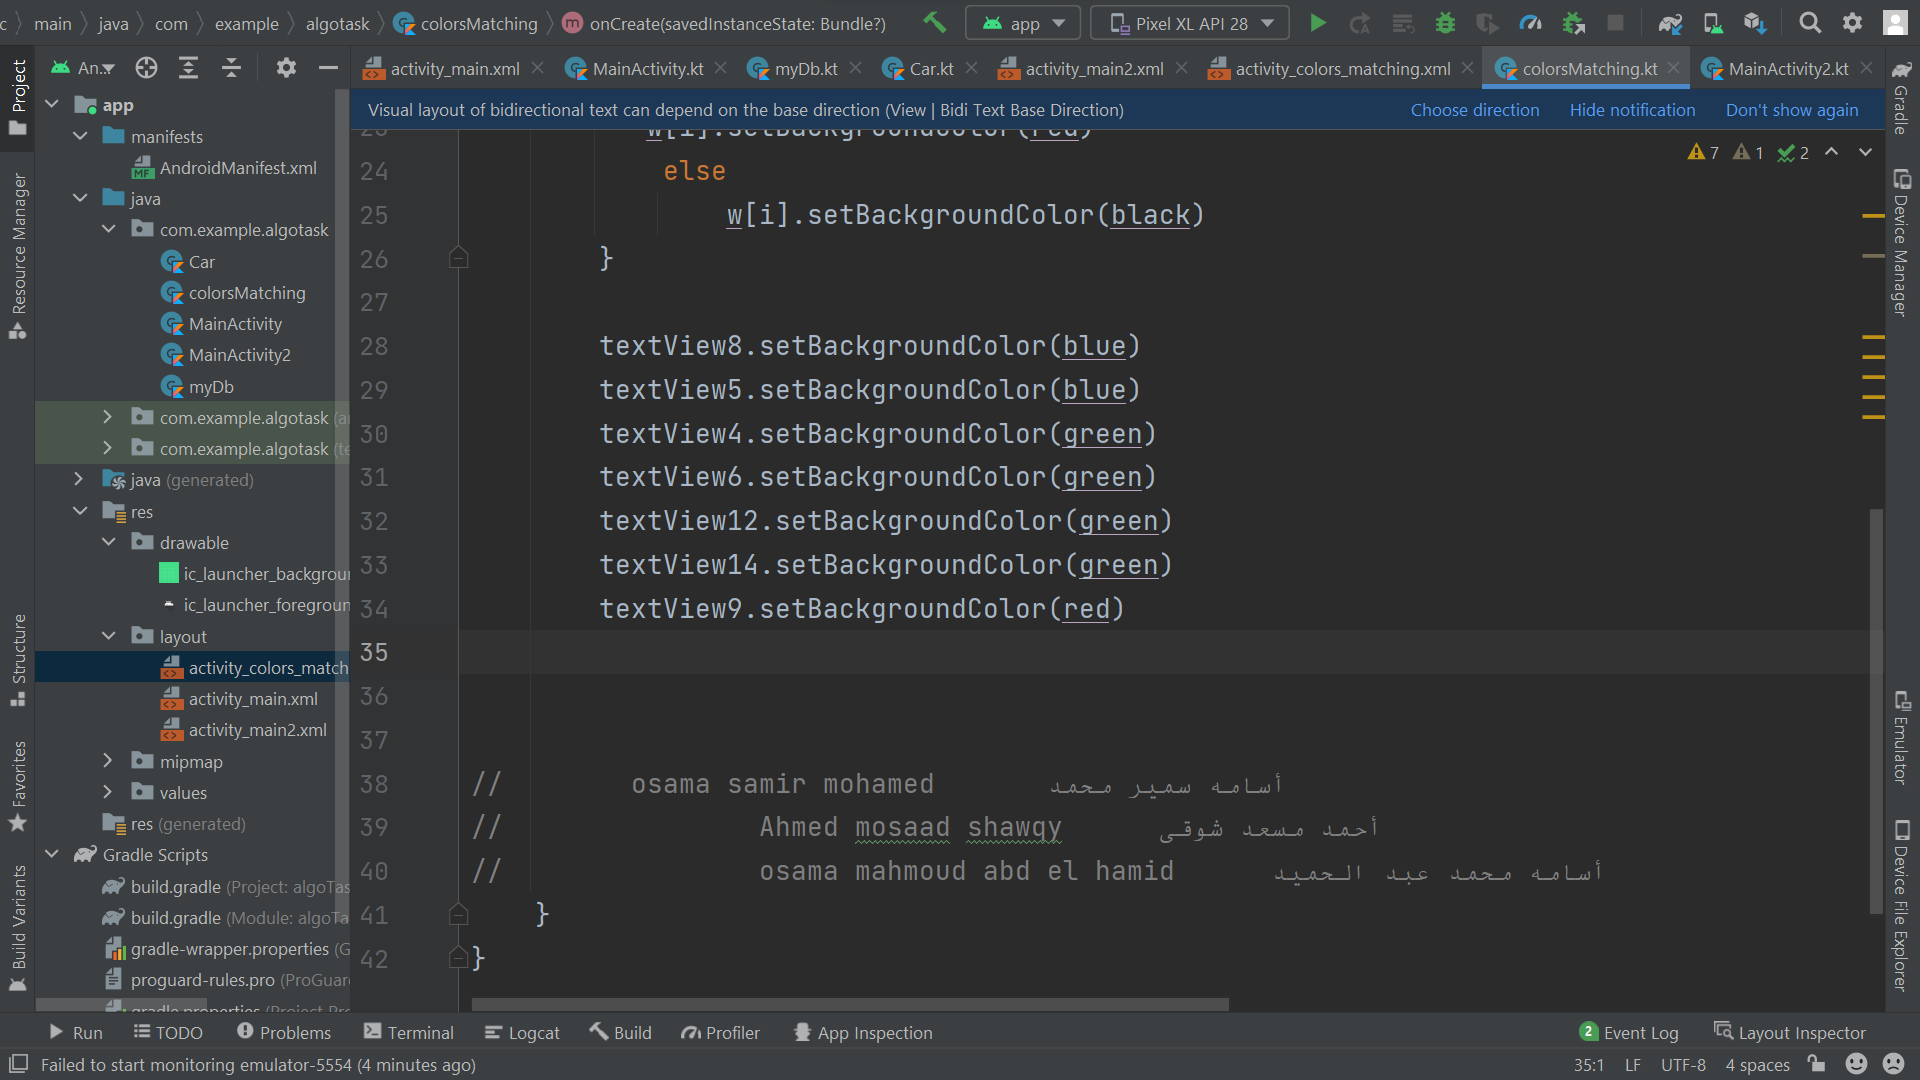 c main java com example algotask colorsMatching onCreate(savedInstanceState: Bundle?) app Pixel XL API 28
An... activity_main.xml MainActivity.kt myDb.kt Car.kt activity_main2.xml activity_colors_matching.xml colorsMatching.kt MainActivity2.kt
Visual layout of bidirectional text can depend on the base direction (View | Bidi Text Base Direction) Choose direction Hide notification Don't show again
7 1 2
Project
Resource Manager
Structure
Favorites
Build Variants
app
manifests
AndroidManifest.xml
java
com.example.algotask
Car
colorsMatching
MainActivity
MainActivity2
myDb
com.example.algotask (a
com.example.algotask (te
java (generated)
res
drawable
ic_launcher_backgrou
ic_launcher_foregroun
layout
activity_colors_match
activity_main.xml
activity_main2.xml
mipmap
values
res (generated)
Gradle Scripts
build.gradle (Project: algoTas
build.gradle (Module: algoTa
gradle-wrapper.properties (G
proguard-rules.pro (ProGuar
gradle.properties (Project Pr
w[i].setBackgroundColor(red)
24 else
25 w[i].setBackgroundColor(black)
26 }
27
28 textView8.setBackgroundColor(blue)
29 textView5.setBackgroundColor(blue)
30 textView4.setBackgroundColor(green)
31 textView6.setBackgroundColor(green)
32 textView12.setBackgroundColor(green)
33 textView14.setBackgroundColor(green)
34 textView9.setBackgroundColor(red)
35
36
37
38 // osama samir mohamed أسامه سمير محمد
39 // Ahmed mosaad shawqy أحمد مسعد شوقى
40 // osama mahmoud abd el hamid أسامه محمد عبد الحميد
41 }
42 }
Gradle
Device Manager
Emulator
Device File Explorer
Run TODO Problems Terminal Logcat Build Profiler App Inspection 2 Event Log Layout Inspector
Failed to start monitoring emulator-5554 (4 minutes ago) 35:1 LF UTF-8 4 spaces